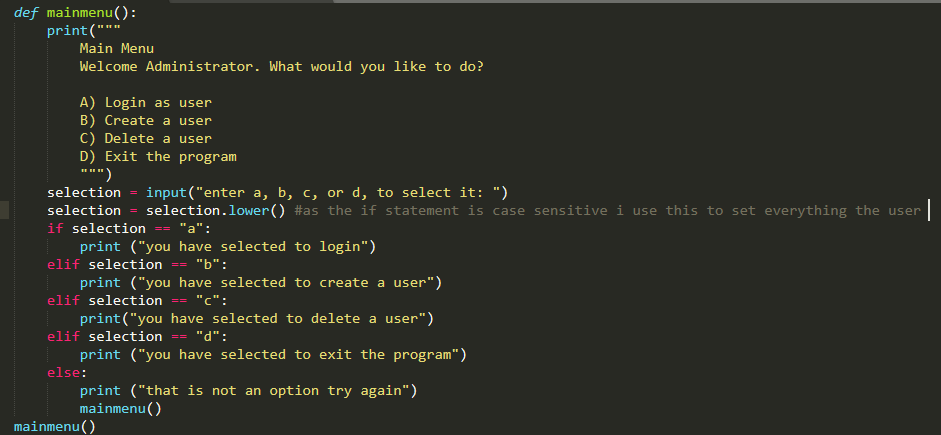 def mainmenu():
    print("""
        Main Menu
        Welcome Administrator. What would you like to do?

        A) Login as user
        B) Create a user
        C) Delete a user
        D) Exit the program
        """)
    selection = input("enter a, b, c, or d, to select it: ")
    selection = selection.lower() #as the if statement is case sensitive i use this to set everything the user
    if selection == "a":
        print ("you have selected to login")
    elif selection == "b":
        print ("you have selected to create a user")
    elif selection == "c":
        print("you have selected to delete a user")
    elif selection == "d":
        print ("you have selected to exit the program")
    else:
        print ("that is not an option try again")
        mainmenu()
mainmenu()